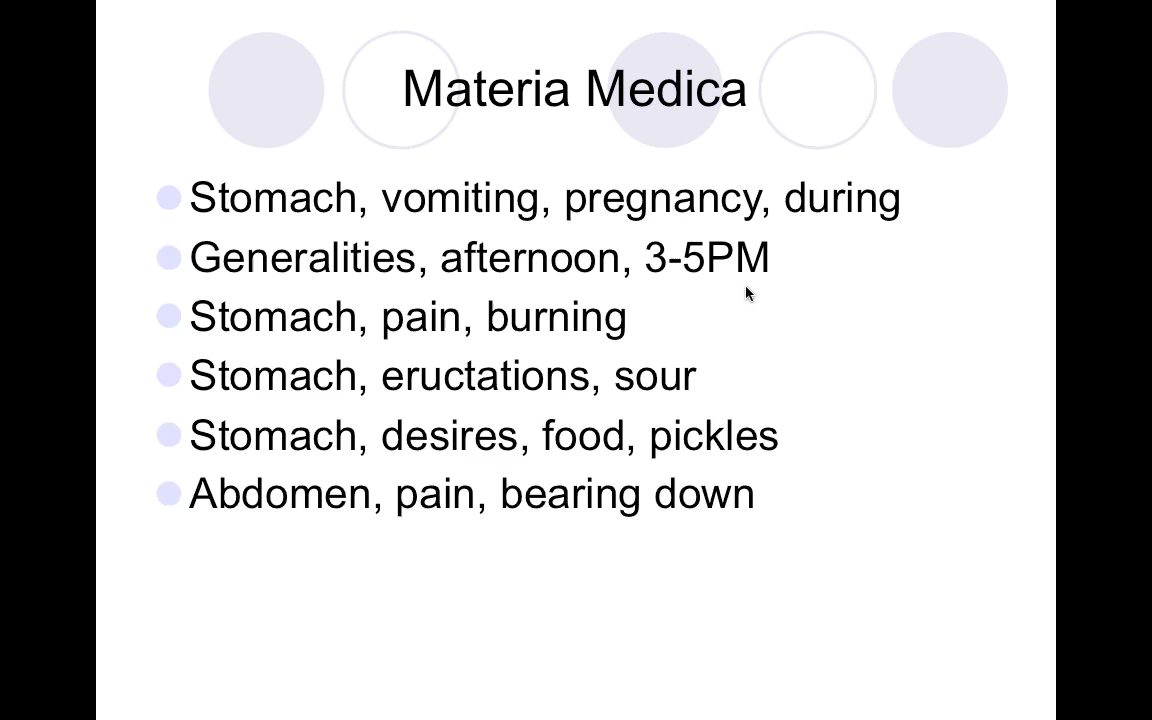 Materia Medica
Stomach, vomiting, pregnancy, during
Generalities, afternoon, 3-5PM
Stomach, pain, burning
Stomach, eructations, sour
Stomach, desires, food, pickles
Abdomen, pain, bearing down